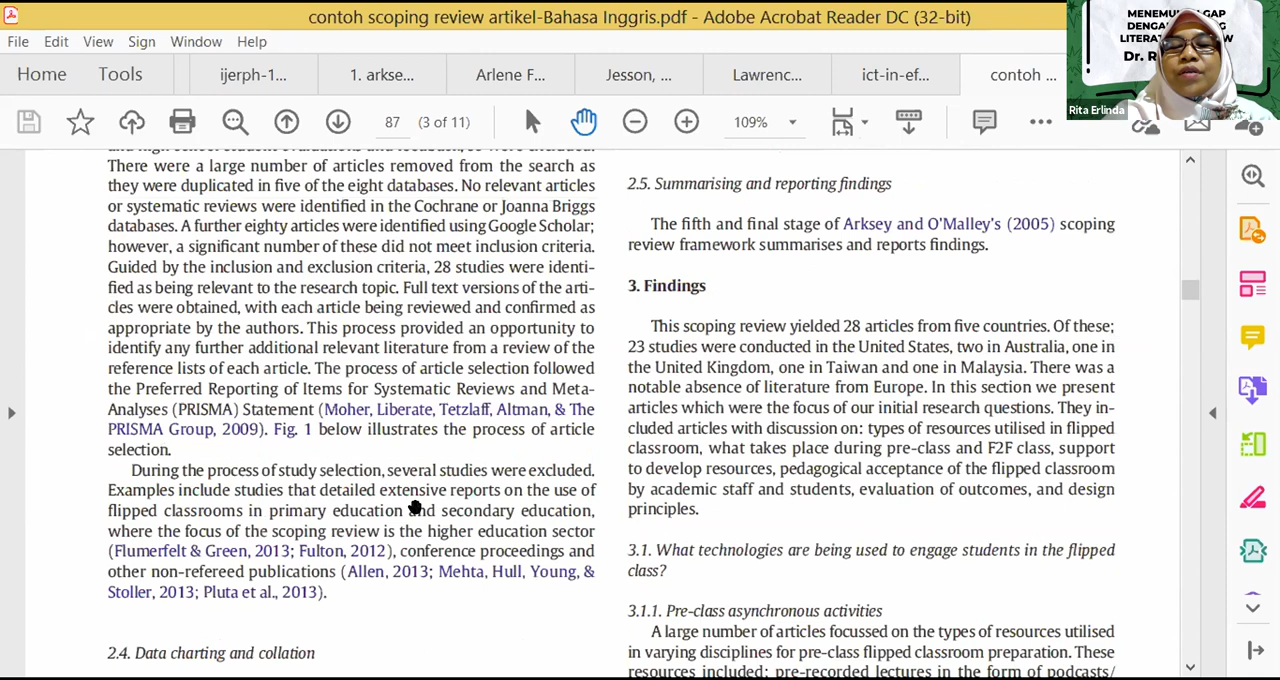 contoh scoping review artikel-Bahasa Inggris.pdf - Adobe Acrobat Reader DC (32-bit)
File Edit View Sign Window Help
Home Tools ijerph-1... 1. arkse... Arlene F... Jesson, ... Lawrenc... ict-in-ef... contoh ...
87 (3 of 11) 109%
MENEMU GAP
DENGA
LITERA W
Dr. R
Rita Erlinda
There were a large number of articles removed from the search as
they were duplicated in five of the eight databases. No relevant articles
or systematic reviews were identified in the Cochrane or Joanna Briggs
databases. A further eighty articles were identified using Google Scholar;
however, a significant number of these did not meet inclusion criteria.
Guided by the inclusion and exclusion criteria, 28 studies were identi-
fied as being relevant to the research topic. Full text versions of the arti-
cles were obtained, with each article being reviewed and confirmed as
appropriate by the authors. This process provided an opportunity to
identify any further additional relevant literature from a review of the
reference lists of each article. The process of article selection followed
the Preferred Reporting of Items for Systematic Reviews and Meta-
Analyses (PRISMA) Statement (Moher, Liberate, Tetzlaff, Altman, & The
PRISMA Group, 2009). Fig. 1 below illustrates the process of article
selection.
During the process of study selection, several studies were excluded.
Examples include studies that detailed extensive reports on the use of
flipped classrooms in primary education and secondary education,
where the focus of the scoping review is the higher education sector
(Flumerfelt & Green, 2013; Fulton, 2012), conference proceedings and
other non-refereed publications (Allen, 2013; Mehta, Hull, Young, &
Stoller, 2013; Pluta et al., 2013).
2.4. Data charting and collation
2.5. Summarising and reporting findings
The fifth and final stage of Arksey and O'Malley's (2005) scoping
review framework summarises and reports findings.
3. Findings
This scoping review yielded 28 articles from five countries. Of these;
23 studies were conducted in the United States, two in Australia, one in
the United Kingdom, one in Taiwan and one in Malaysia. There was a
notable absence of literature from Europe. In this section we present
articles which were the focus of our initial research questions. They in-
cluded articles with discussion on: types of resources utilised in flipped
classroom, what takes place during pre-class and F2F class, support
to develop resources, pedagogical acceptance of the flipped classroom
by academic staff and students, evaluation of outcomes, and design
principles.
3.1. What technologies are being used to engage students in the flipped
class?
3.1.1. Pre-class asynchronous activities
A large number of articles focussed on the types of resources utilised
in varying disciplines for pre-class flipped classroom preparation. These
resources included: pre-recorded lectures in the form of podcasts/